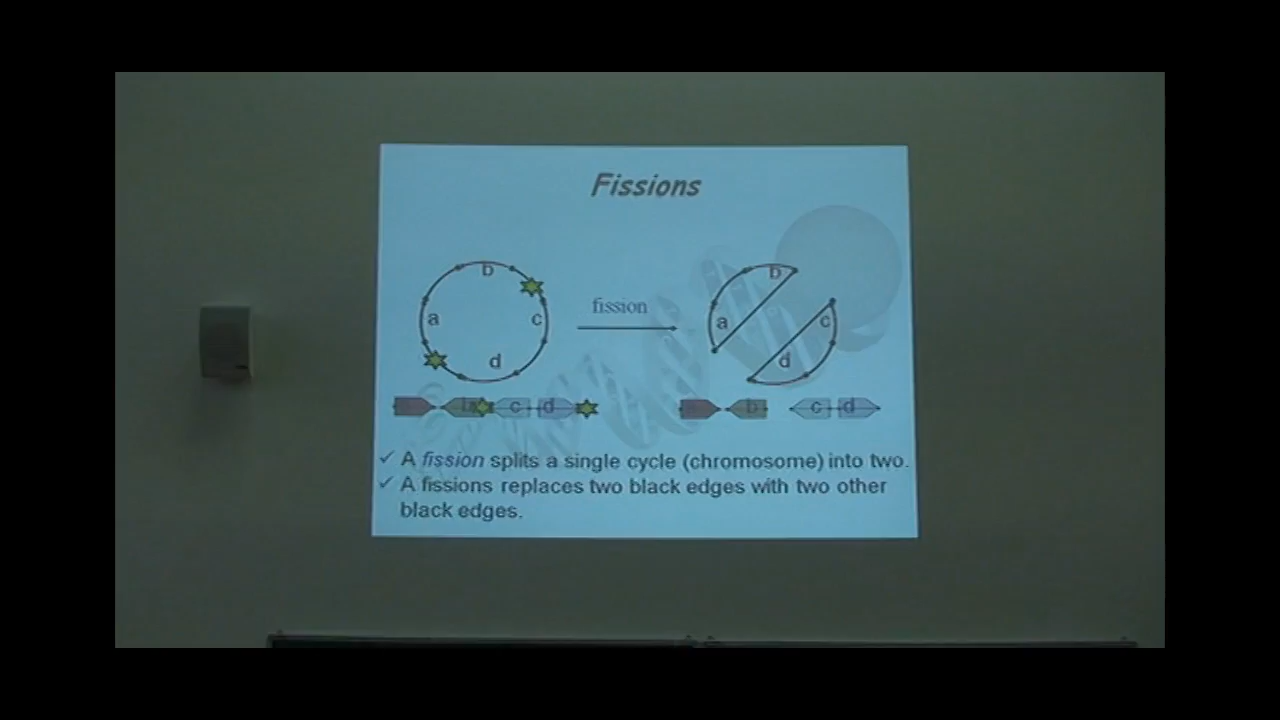 Fissions
b
a
c
d
fission
b
a
c
d
c
d
b
c
d
✓ A fission splits a single cycle (chromosome) into two.
✓ A fissions replaces two black edges with two other
black edges.